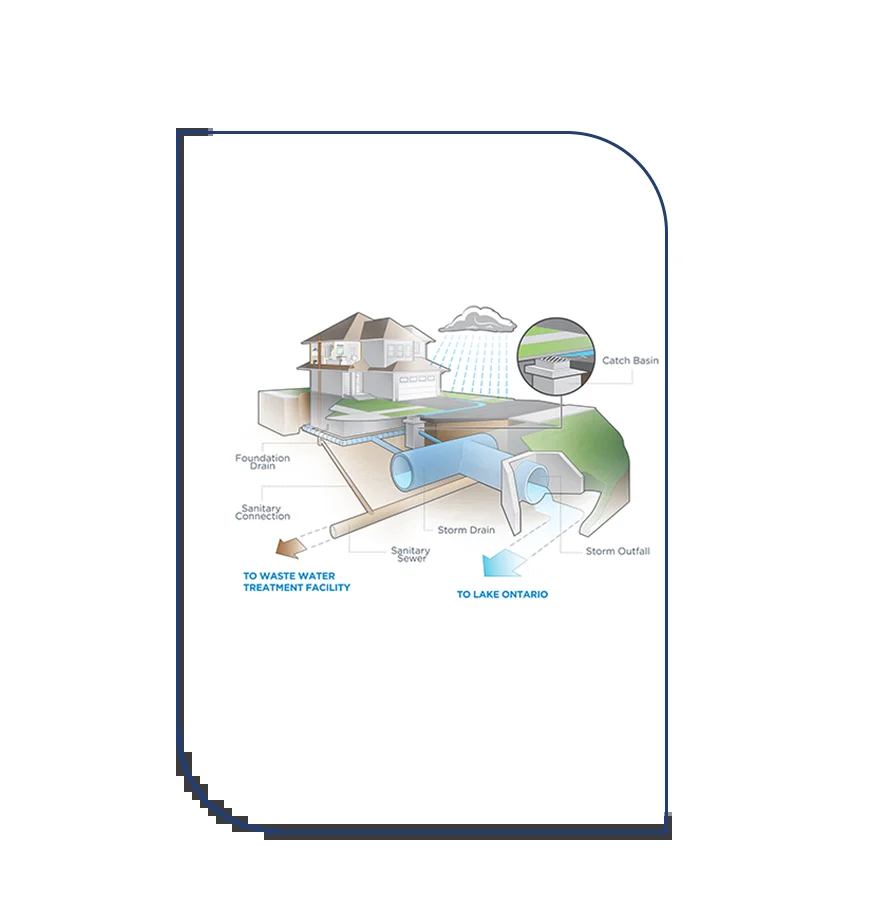 Catch Basin
Foundation
Drain
Sanitary
Connection
Storm Drain
Sanitary
Sewer
Storm Outfall
TO WASTE WATER
TREATMENT FACILITY
TO LAKE ONTARIO